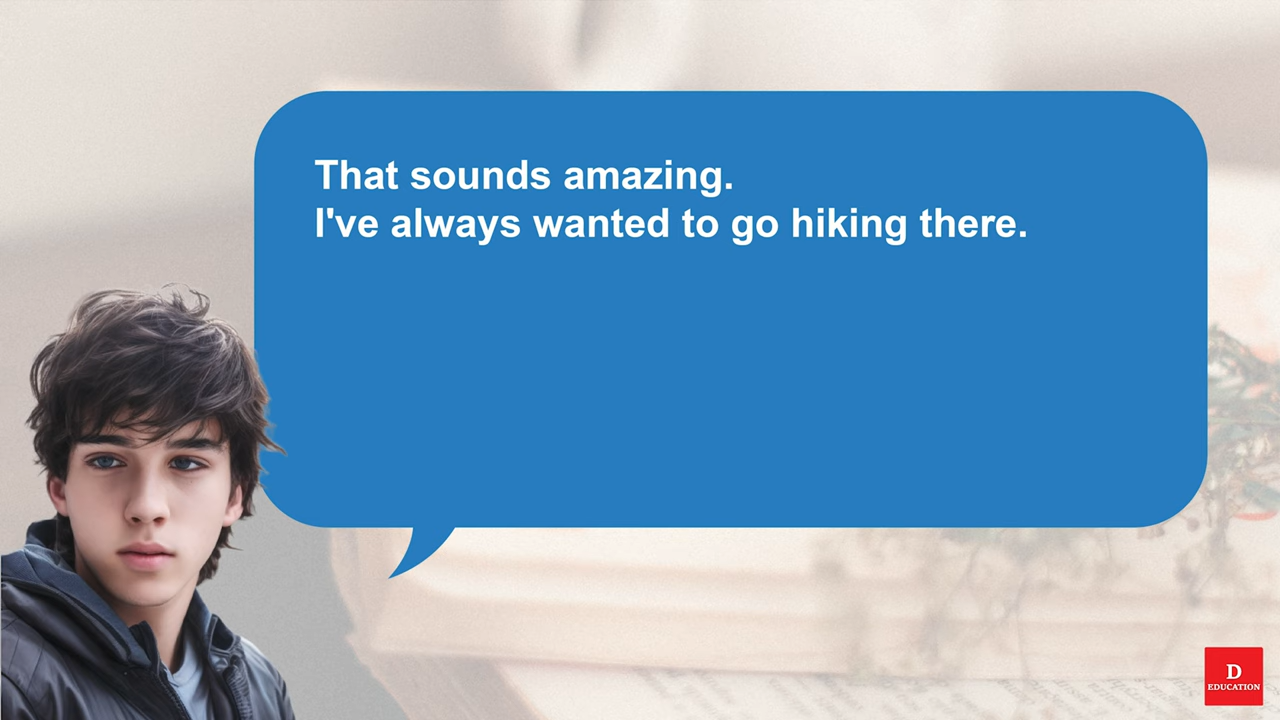 That sounds amazing.
I've always wanted to go hiking there.
D
EDUCATION